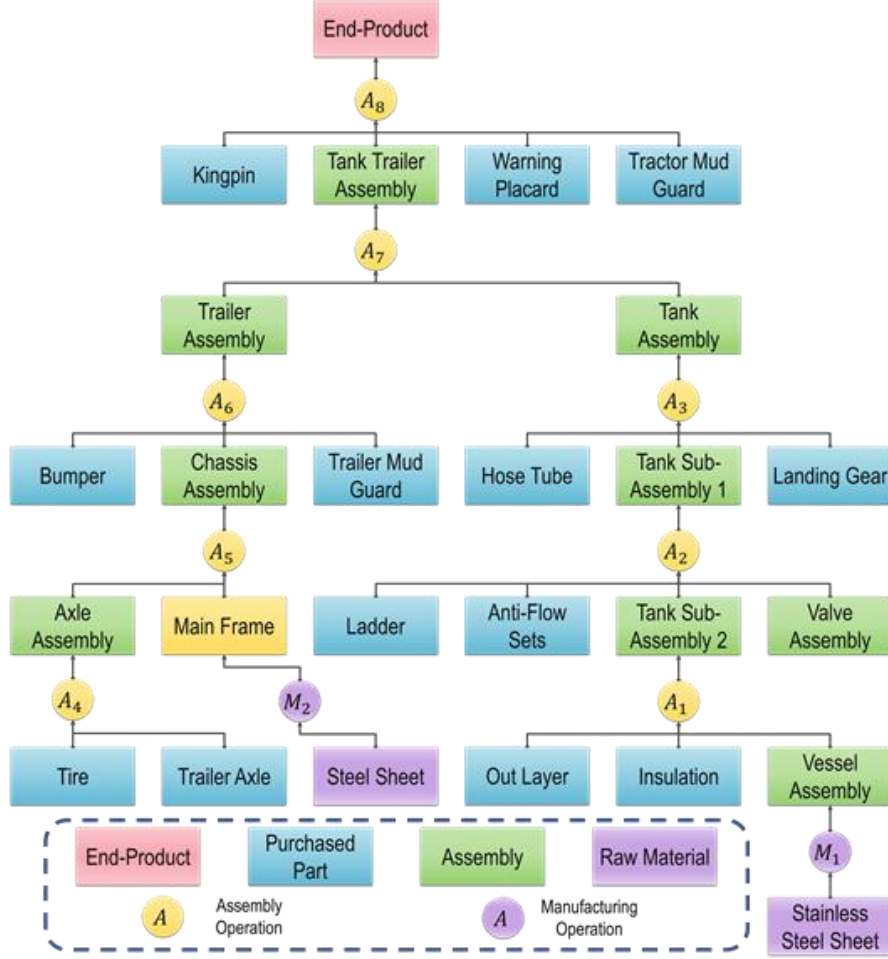 End-Product
A₈
Kingpin
Tank Trailer
Assembly
Warning
Placard
Tractor Mud
Guard
A₇
Trailer
Assembly
Tank
Assembly
A₆
A₃
Bumper
Chassis
Assembly
Trailer Mud
Guard
Hose Tube
Tank Sub-
Assembly 1
Landing Gear
A₅
A₂
Axle
Assembly
Main Frame
Ladder
Anti-Flow
Sets
Tank Sub-
Assembly 2
Valve
Assembly
A₄
M₂
A₁
Tire
Trailer Axle
Steel Sheet
Out Layer
Insulation
Vessel
Assembly
End-Product
Purchased
Part
Assembly
Raw Material
M₁
A
Assembly
Operation
A
Manufacturing
Operation
Stainless
Steel Sheet